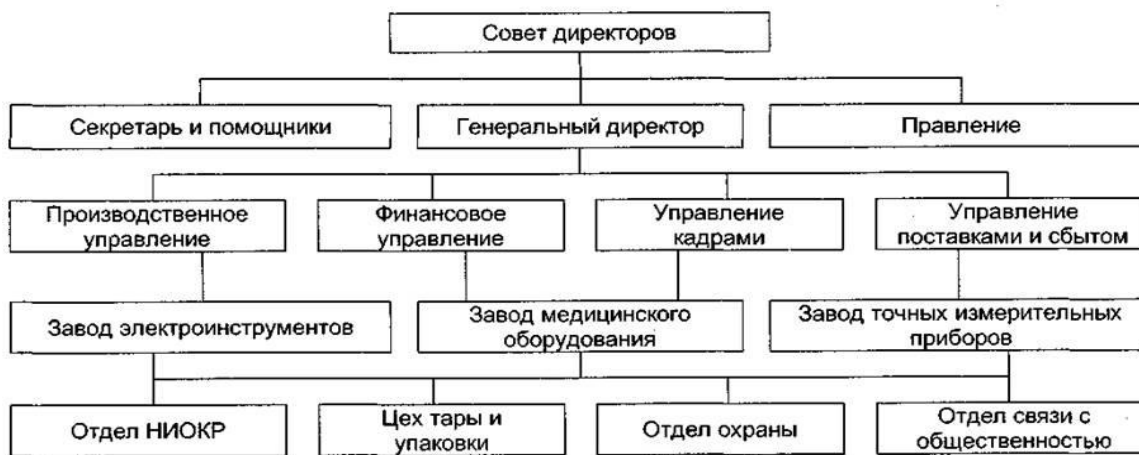 Совет директоров
Секретарь и помощники
Генеральный директор
Правление
Производственное
управление
Финансовое
управление
Управление
кадрами
Управление
поставками и сбытом
Завод электроинструментов
Завод медицинского
оборудования
Завод точных измерительных
приборов
Отдел НИОКР
Цех тары и
упаковки
Отдел охраны
Отдел связи с
общественностью